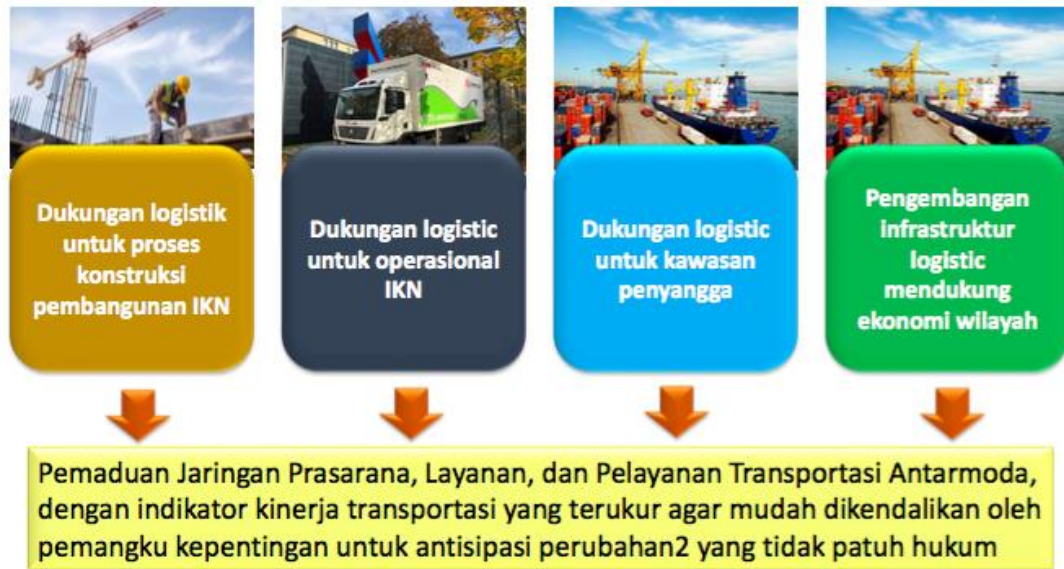 Dukungan logistik
untuk proses
konstruksi
pembangunan IKN
Dukungan logistic
untuk operasional
IKN
Dukungan logistic
untuk kawasan
penyangga
Pengembangan
infrastruktur
logistic
mendukung
ekonomi wilayah
Pemaduan Jaringan Prasarana, Layanan, dan Pelayanan Transportasi Antarmoda,
dengan indikator kinerja transportasi yang terukur agar mudah dikendalikan oleh
pemangku kepentingan untuk antisipasi perubahan2 yang tidak patuh hukum